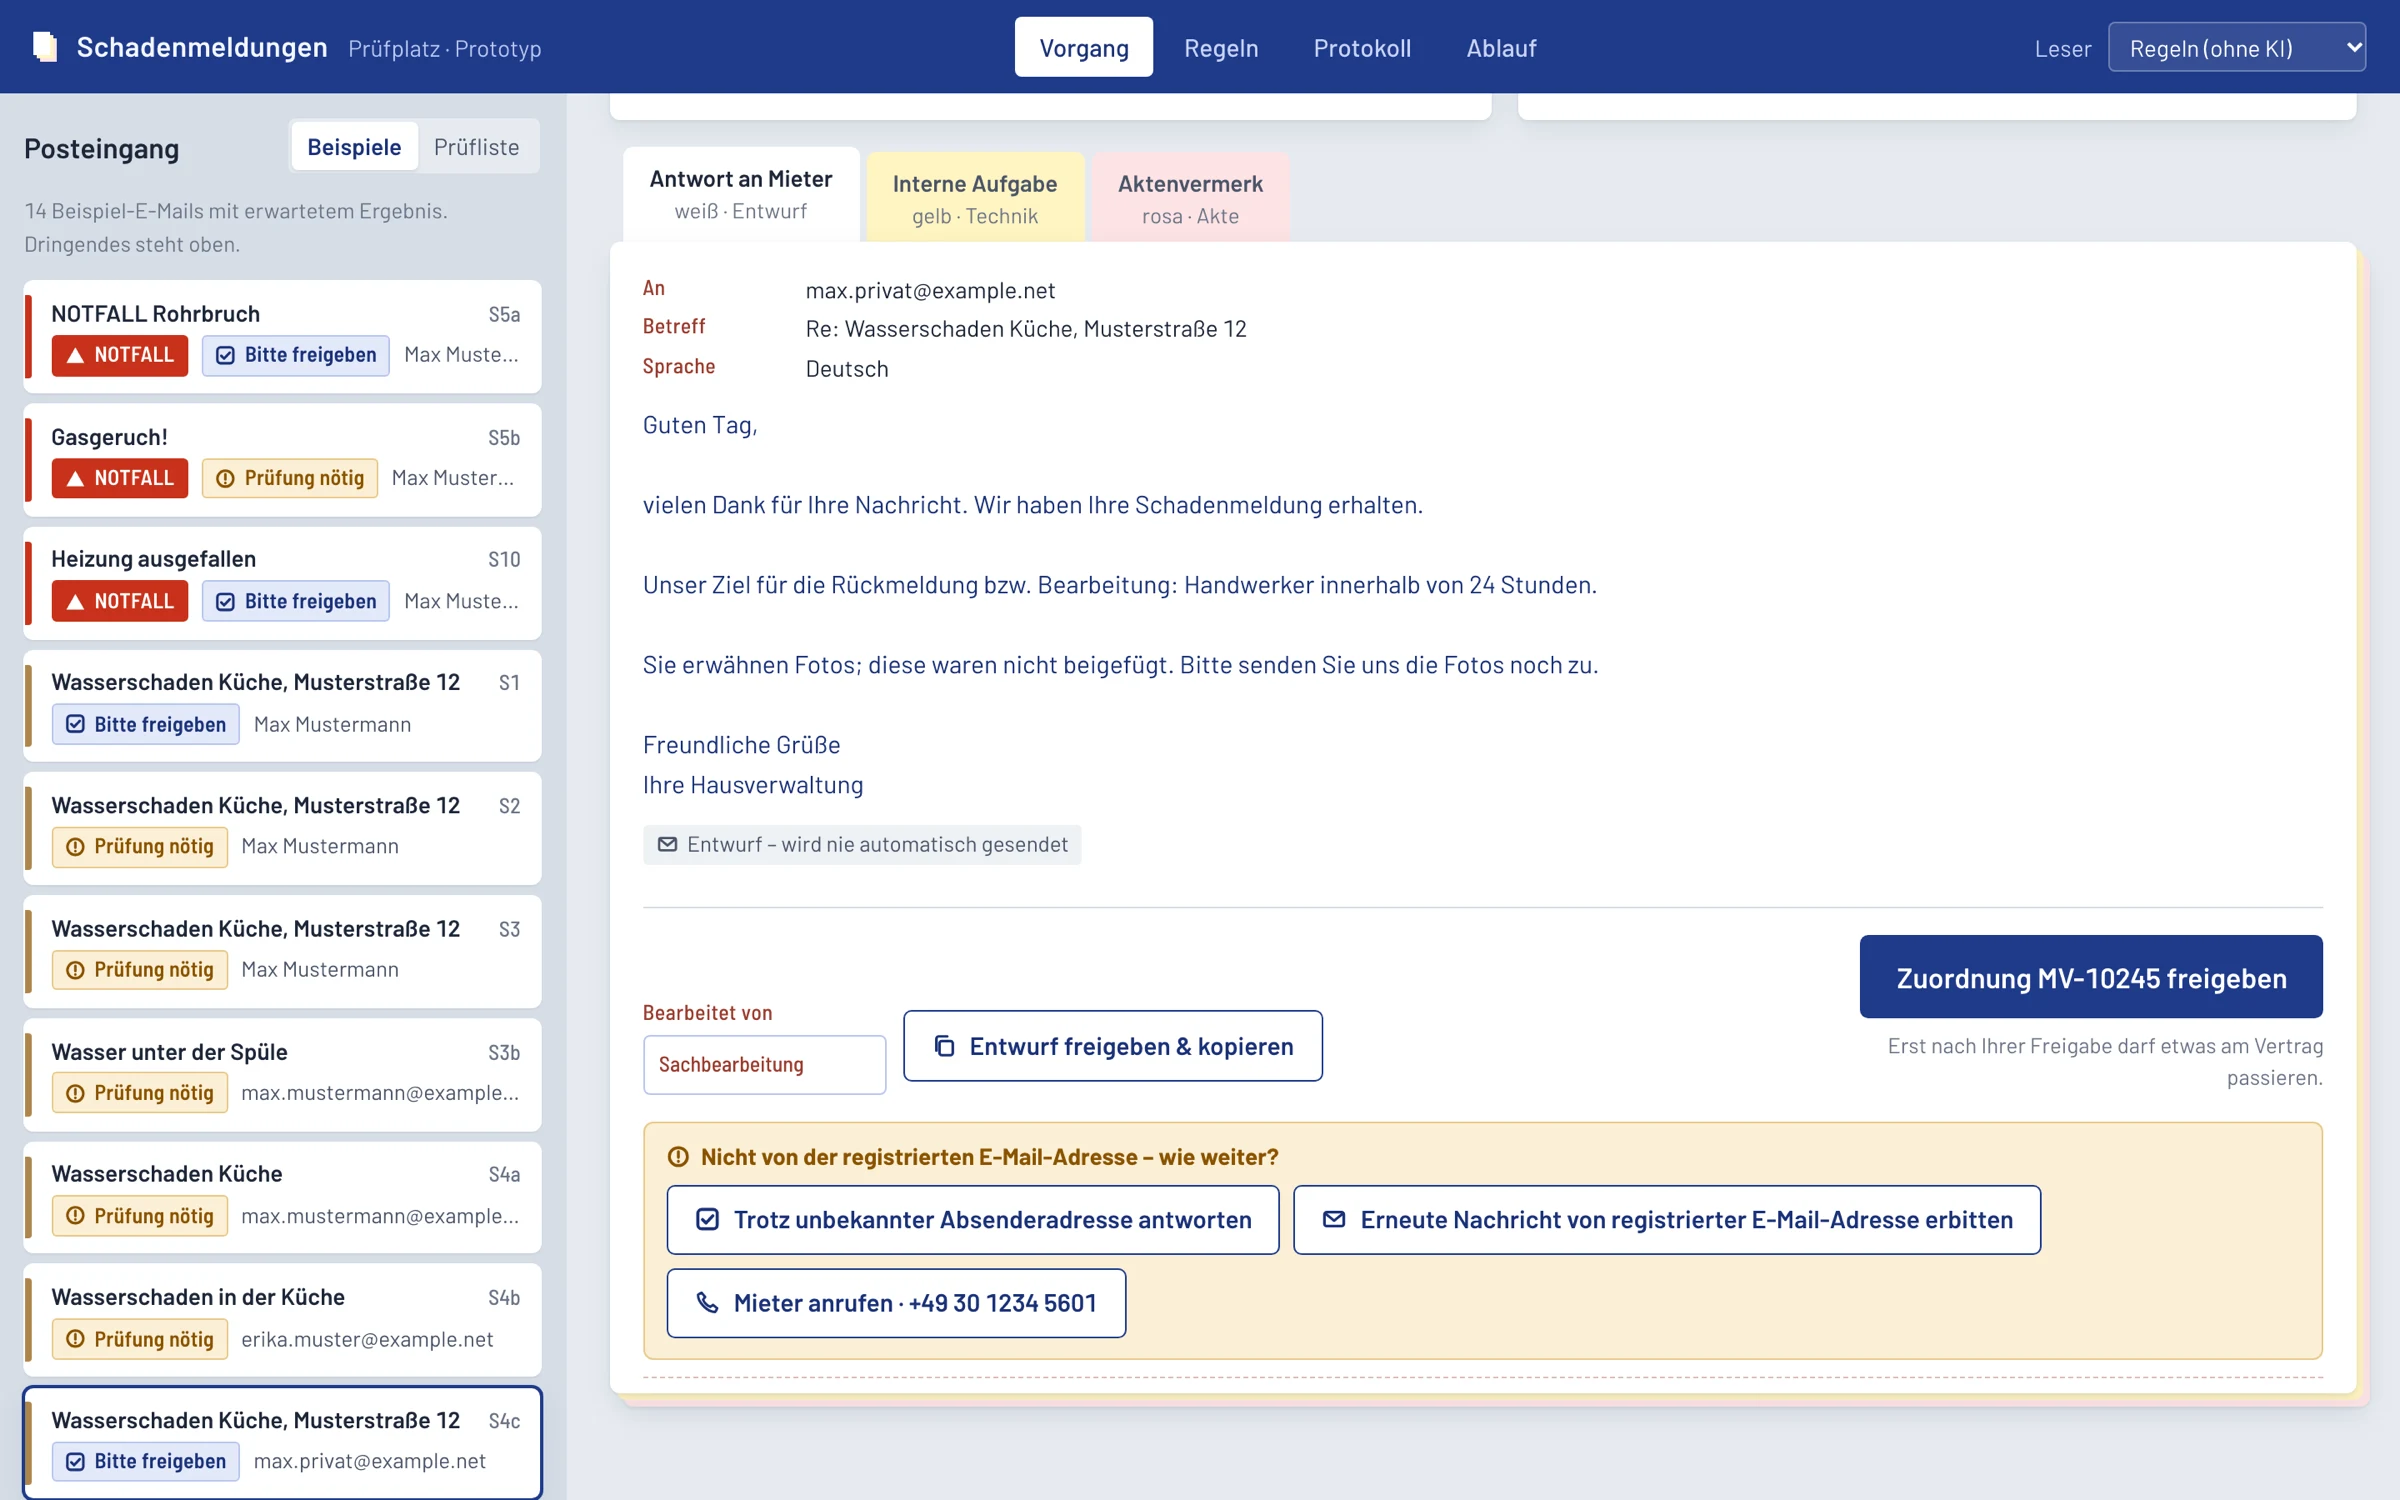 Schadenmeldungen Prüfplatz · Prototyp
Vorgang Regeln Protokoll Ablauf
Leser Regeln (ohne KI)
Posteingang Beispiele Prüfliste
14 Beispiel-E-Mails mit erwartetem Ergebnis.
Dringendes steht oben.
NOTFALL Rohrbruch S5a
NOTFALL Bitte freigeben Max Muste...
Gasgeruch! S5b
NOTFALL Prüfung nötig Max Muster...
Heizung ausgefallen S10
NOTFALL Bitte freigeben Max Muste...
Wasserschaden Küche, Musterstraße 12 S1
Bitte freigeben Max Mustermann
Wasserschaden Küche, Musterstraße 12 S2
Prüfung nötig Max Mustermann
Wasserschaden Küche, Musterstraße 12 S3
Prüfung nötig Max Mustermann
Wasser unter der Spüle S3b
Prüfung nötig max.mustermann@example...
Wasserschaden Küche S4a
Prüfung nötig max.mustermann@example...
Wasserschaden in der Küche S4b
Prüfung nötig erika.muster@example.net
Wasserschaden Küche, Musterstraße 12 S4c
Bitte freigeben max.privat@example.net
Antwort an Mieter
weiß · Entwurf
Interne Aufgabe
gelb · Technik
Aktenvermerk
rosa · Akte
An max.privat@example.net
Betreff Re: Wasserschaden Küche, Musterstraße 12
Sprache Deutsch
Guten Tag,
vielen Dank für Ihre Nachricht. Wir haben Ihre Schadenmeldung erhalten.
Unser Ziel für die Rückmeldung bzw. Bearbeitung: Handwerker innerhalb von 24 Stunden.
Sie erwähnen Fotos; diese waren nicht beigefügt. Bitte senden Sie uns die Fotos noch zu.
Freundliche Grüße
Ihre Hausverwaltung
Entwurf – wird nie automatisch gesendet
Bearbeitet von
Sachbearbeitung
Entwurf freigeben & kopieren
Zuordnung MV-10245 freigeben
Erst nach Ihrer Freigabe darf etwas am Vertrag
passieren.
Nicht von der registrierten E-Mail-Adresse – wie weiter?
Trotz unbekannter Absenderadresse antworten
Erneute Nachricht von registrierter E-Mail-Adresse erbitten
Mieter anrufen · +49 30 1234 5601